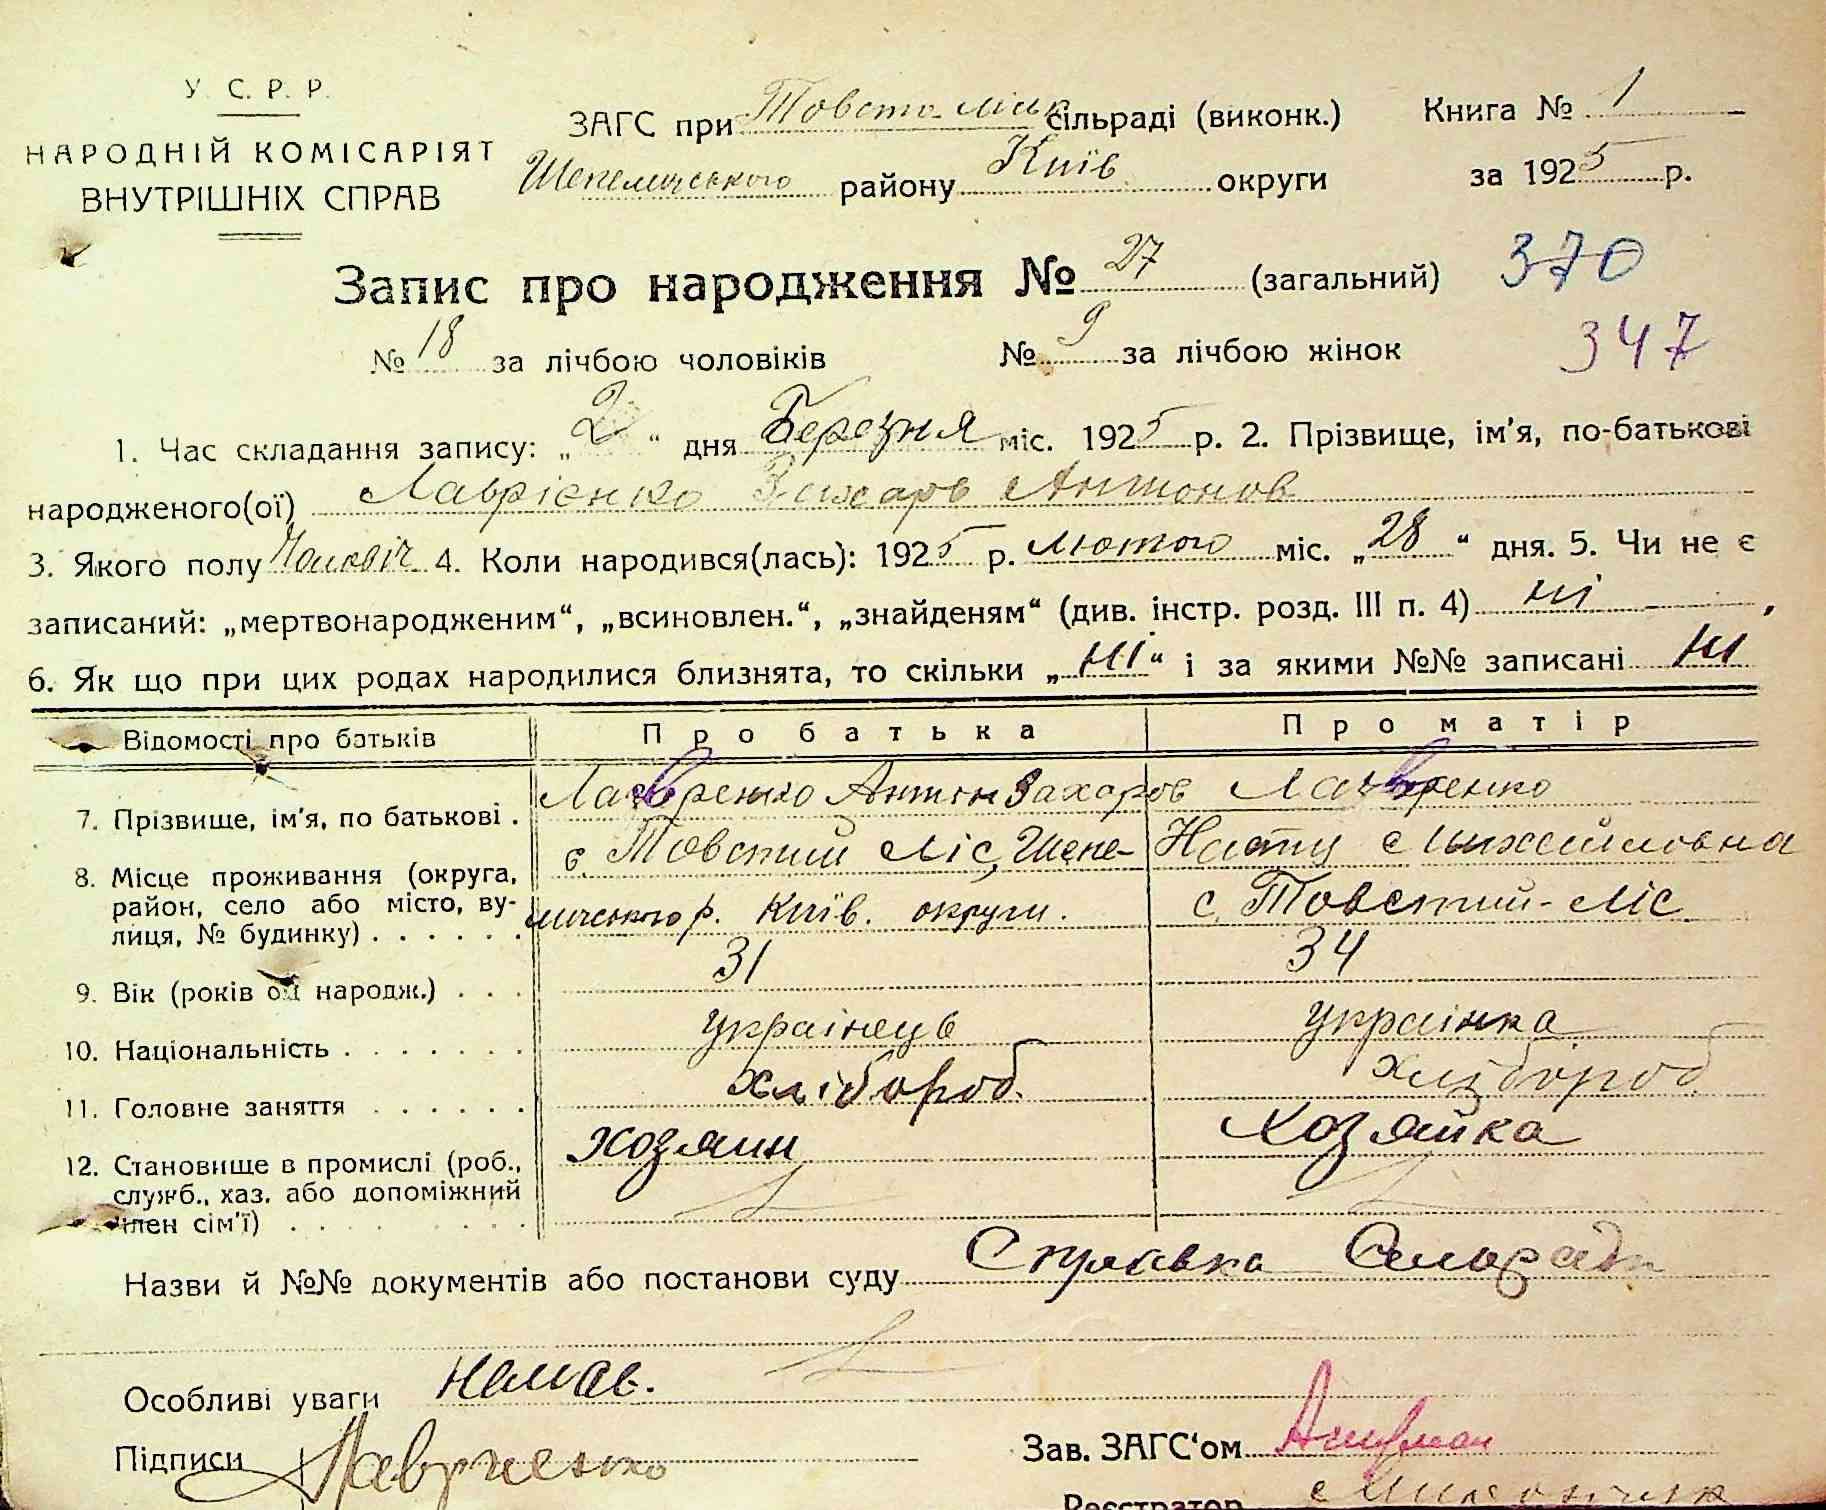 У. С. Р. Р.
НАРОДНІЙ КОМІСАРІЯТ
ВНУТРІШНІХ СПРАВ
ЗАГС при Товсто-Ліськ сільраді (виконк.) Книга № 1
Шепелицького району Київ округи за 1925 р.
Запис про народження № 27 (загальний) 370
№ 18 за лічбою чоловіків № 9 за лічбою жінок 347
1. Час складання запису: „2“ дня Березня міс. 1925 р. 2. Прізвище, ім'я, по-батькові
народженого(ої) Лаврієнко Захарв Антонов
3. Якого полу Чоловіч 4. Коли народився(лась): 1925 р. Лютого міс. „28“ дня. 5. Чи не є
записаний: „мертвонародженим“, „всиновлен.“, „знайденям“ (див. інстр. розд. III п. 4) ні ,
6. Як що при цих родах народилися близнята, то скільки „ні“ і за якими №№ записані ні
Відомості про батьків Про батька Про матір
7. Прізвище, ім'я, по батькові . Лавренко Антон Захаров Лавренко
Михайловна
8. Місце проживання (округа,
район, село або місто, ву-
лиця, № будинку) . . . . . .
с. Товстий Ліс, Шепе-
лицького р. Київ. округи.
с. Товстий-Ліс
9. Вік (років од народж.) . . . 31 34
10. Національність . . . . . . . українець українка
11. Головне заняття . . . . . . хлібороб. хлібороб.
12. Становище в промислі (роб.,
служб., хаз. або допоміжний
член сім'ї) . . . . . . . . .
хозяин хозяйка
Назви й №№ документів або постанови суду Справка Сельради
Особливі уваги немає.
Підписи Лавриенко Зав. ЗАГС'ом
Реєстратор